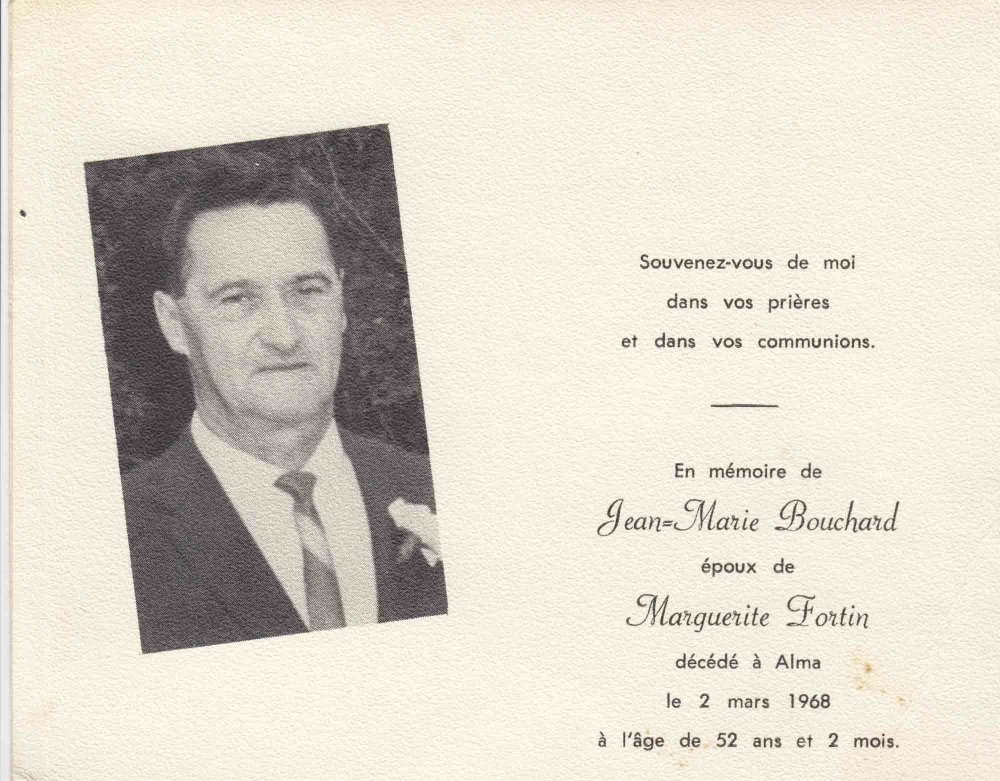 Souvenez-vous de moi
dans vos prières
et dans vos communions.
En mémoire de
Jean-Marie Bouchard
époux de
Marguerite Fortin
décédé à Alma
le 2 mars 1968
à l'âge de 52 ans et 2 mois.